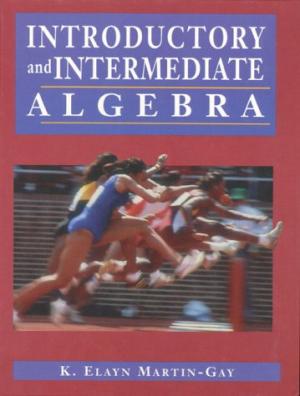 INTRODUCTORY
and INTERMEDIATE
ALGEBRA
K. ELAYN MARTIN-GAY